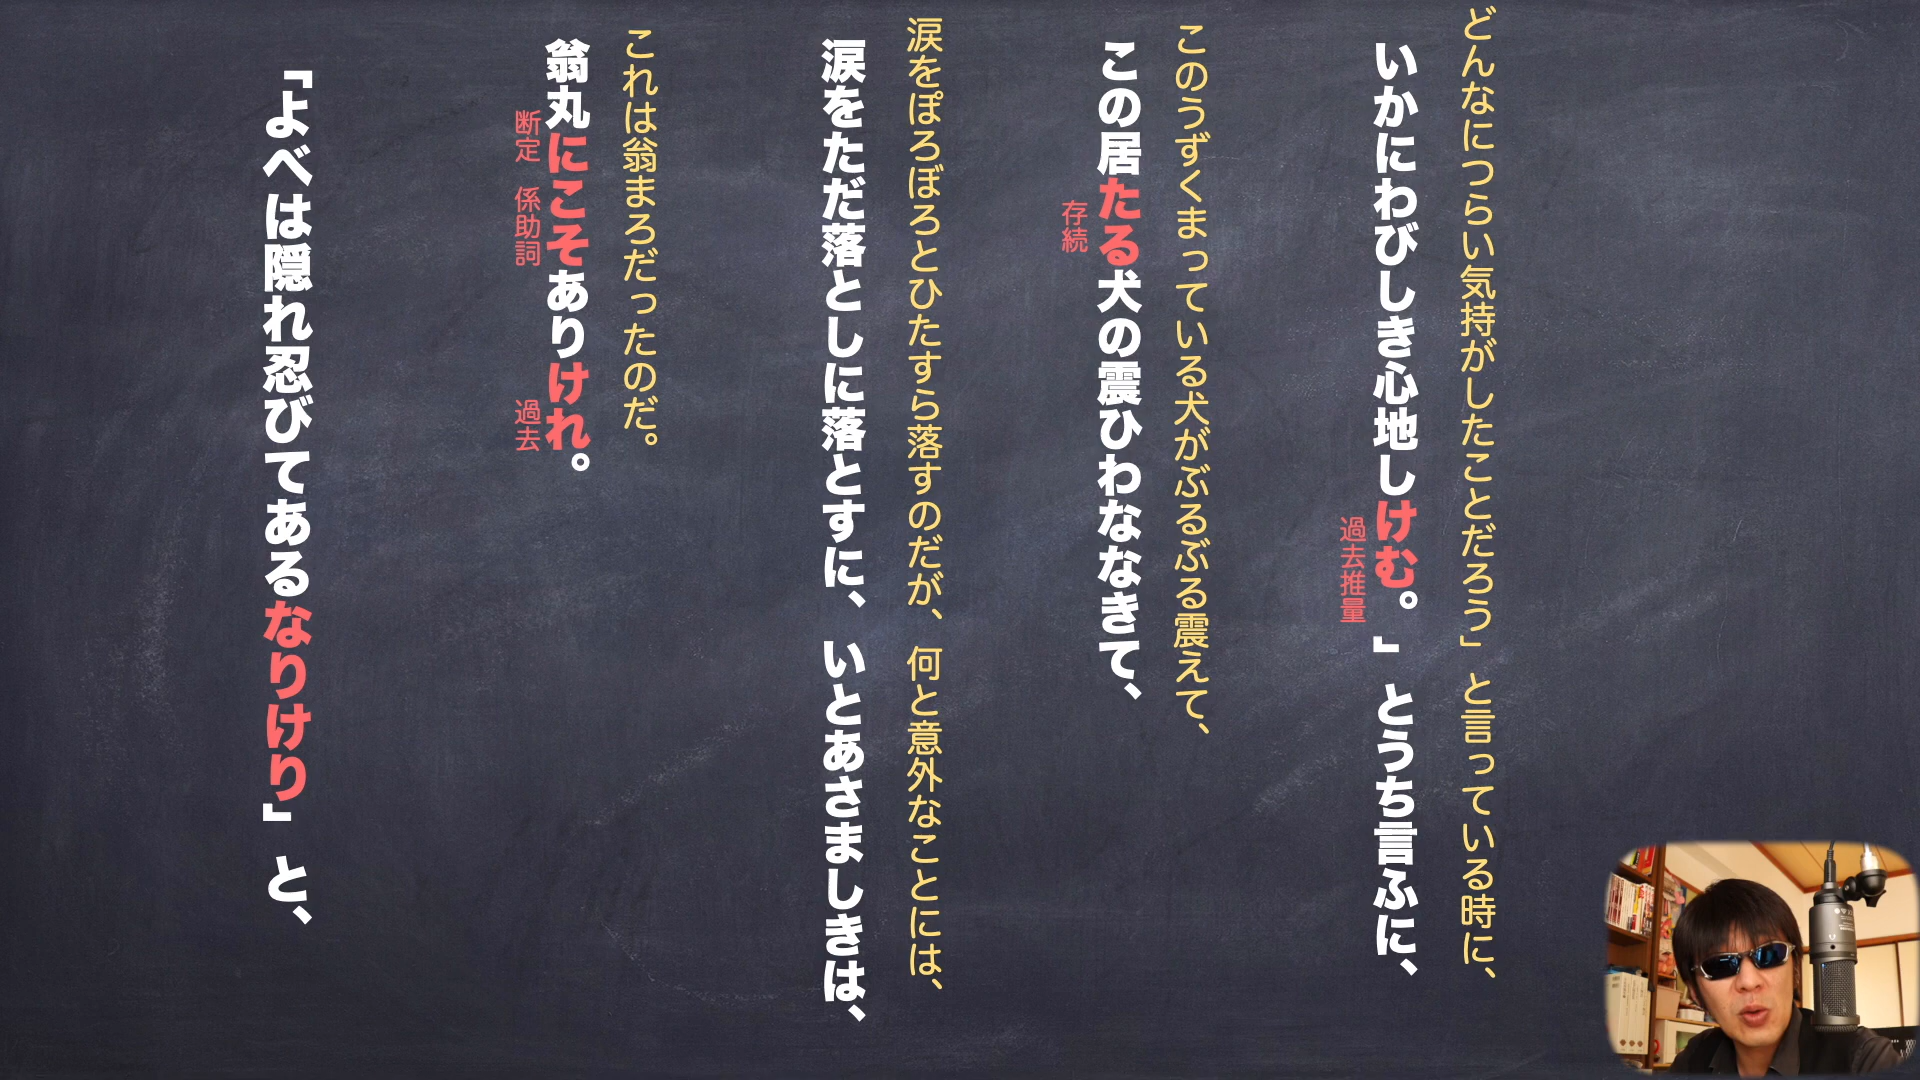 どんなにつらい気持がしたことだろう」と言っている時に、
いかにわびしき心地しけむ。」とうち言ふに、
過去推量
このうずくまっている犬がぶるぶる震えて、
この居たる犬の震ひわななきて、
存続
涙をぽろぽろとひたすら落すのだが、何と意外なことには、
涙をただ落としに落とすに、いとあさましきは、
これは翁まろだったのだ。
翁丸にこそありけれ。
断定 係助詞 過去
「よべは隠れ忍びてあるなりけり」と、